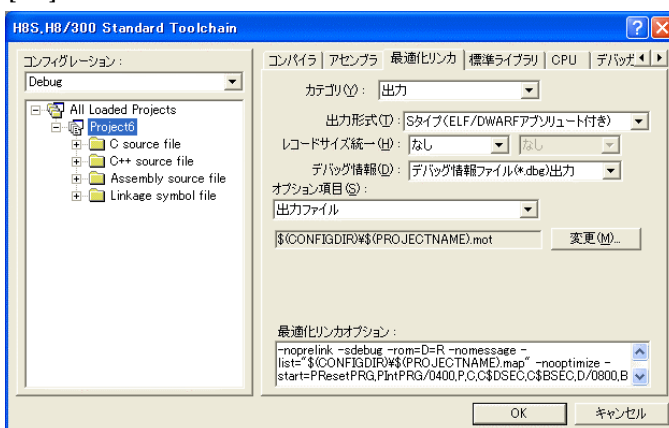 H8S,H8/300 Standard Toolchain
コンフィグレーション :
Debug
All Loaded Projects
Project6
C source file
C++ source file
Assembly source file
Linkage symbol file
コンパイラ アセンブラ 最適化リンカ 標準ライブラリ CPU デバッガ
カテゴリ(Y) : 出力
出力形式(T) : Sタイプ(ELF/DWARFアブソリュート付き)
レコードサイズ統一(H) : なし なし
デバッグ情報(D) : デバッグ情報ファイル(*.dbg)出力
オプション項目(S) :
出力ファイル
$(CONFIGDIR)¥$(PROJECTNAME).mot 変更(M)...
最適化リンカオプション :
-noprelink -sdebug -rom=D=R -nomessage -
list="$(CONFIGDIR)¥$(PROJECTNAME).map" -nooptimize -
start=PResetPRG,PIntPRG/0400,P,C,C$DSEC,C$BSEC,D/0800,B
OK キャンセル